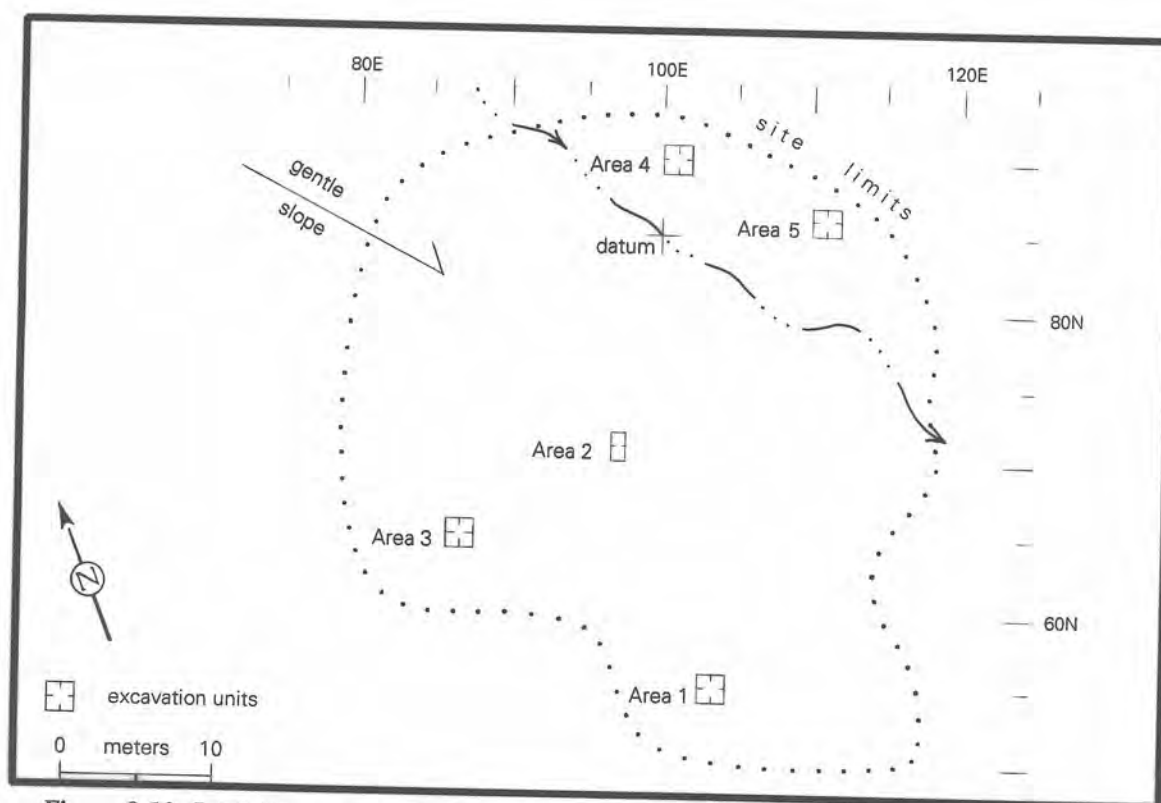 80E
100E
120E
site
limits
Area 4
gentle
slope
Area 5
datum
80N
Area 2
Area 3
N
60N
Area 1
excavation units
0 meters 10